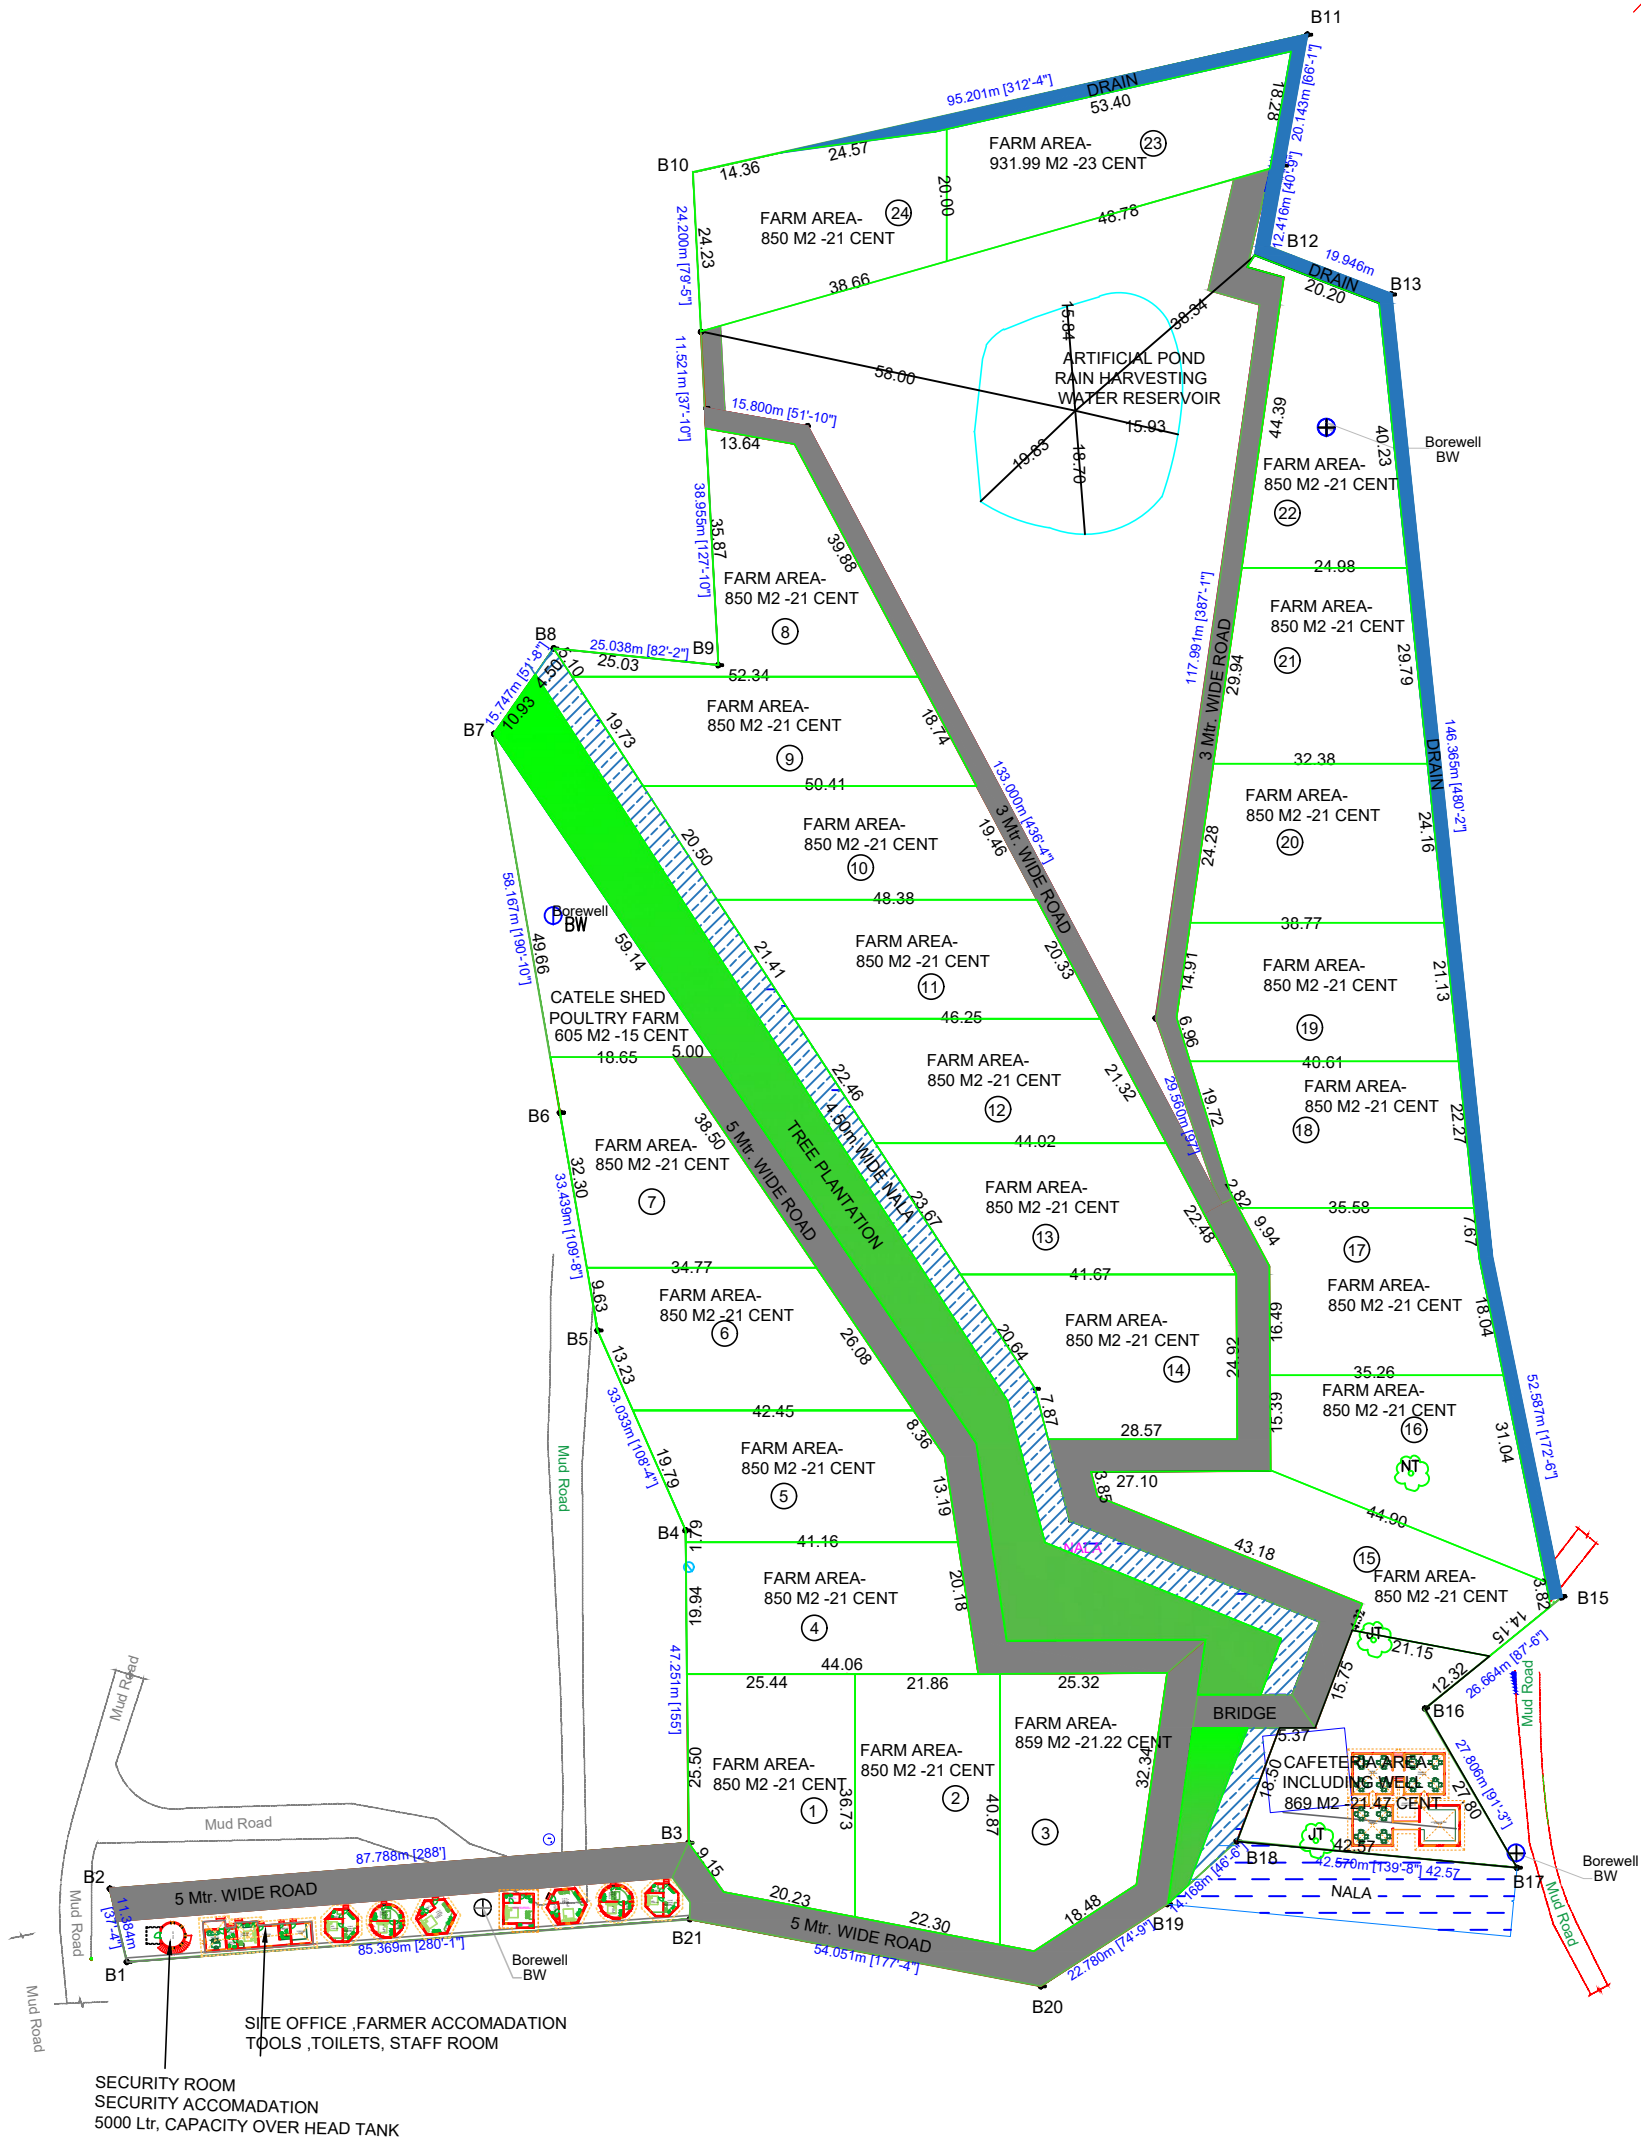 B11
95.201m [312'-4"]
DRAIN
53.40
18.28
20.143m [66'-1"]
FARM AREA-
931.99 M2 -23 CENT
23
B10
14.36
24.57
20.00
12.416m [40'-9"]
24.200m [79'-5"]
24.23
FARM AREA-
850 M2 -21 CENT
24
46.78
38.66
B12
19.946m
DRAIN
20.20
B13
11.521m [37'-10"]
58.00
15.84
38.34
ARTIFICIAL POND
RAIN HARVESTING
WATER RESERVOIR
15.93
19.83
18.70
15.800m [51'-10"]
13.64
44.39
40.23
Borewell
BW
FARM AREA-
850 M2 -21 CENT
22
24.98
38.955m [127'-10"]
35.87
39.88
FARM AREA-
850 M2 -21 CENT
8
117.991m [387'-1"]
3 Mtr. WIDE ROAD
29.94
FARM AREA-
850 M2 -21 CENT
21
29.79
B8
25.038m [82'-2"]
25.03
B9
52.34
15.747m [51'-8"]
4.50
5.10
10.93
B7
19.73
FARM AREA-
850 M2 -21 CENT
9
18.74
50.41
133.000m [436'-4"]
3 Mtr. WIDE ROAD
32.38
146.365m [480'-2"]
DRAIN
FARM AREA-
850 M2 -21 CENT
20
24.28
24.16
20.50
FARM AREA-
850 M2 -21 CENT
10
19.46
48.38
38.77
58.167m [190'-10"]
49.66
Borewell
BW
59.14
21.41
FARM AREA-
850 M2 -21 CENT
11
20.33
46.25
14.91
FARM AREA-
850 M2 -21 CENT
19
21.13
CATELE SHED
POULTRY FARM
605 M2 -15 CENT
18.65
5.00
6.96
40.61
22.46
4.50m WIDE NALA
FARM AREA-
850 M2 -21 CENT
12
21.32
44.02
29.560m [97']
19.72
FARM AREA-
850 M2 -21 CENT
18
22.27
B6
38.50
5 Mtr. WIDE ROAD
TREE PLANTATION
FARM AREA-
850 M2 -21 CENT
7
33.439m [109'-8"]
32.30
23.67
FARM AREA-
850 M2 -21 CENT
13
22.48
2.82
9.94
35.58
7.67
17
FARM AREA-
850 M2 -21 CENT
34.77
41.67
9.63
FARM AREA-
850 M2 -21 CENT
6
B5
13.23
26.08
20.64
FARM AREA-
850 M2 -21 CENT
14
24.92
16.49
18.04
35.26
33.033m [108'-4"]
42.45
7.87
28.57
15.39
FARM AREA-
850 M2 -21 CENT
16
31.04
52.587m [172'-6"]
NT
Mud Road
19.79
FARM AREA-
850 M2 -21 CENT
5
8.36
13.19
27.10
3.85
44.90
B4
1.79
41.16
NALA
43.18
15
FARM AREA-
850 M2 -21 CENT
3.82
B15
19.94
FARM AREA-
850 M2 -21 CENT
4
20.18
JT
21.15
14.15
26.664m [87'-6"]
12.32
47.251m [155']
44.06
25.44
21.86
25.32
15.75
B16
BRIDGE
5.37
Mud Road
Mud Road
25.50
FARM AREA-
850 M2 -21 CENT
1
36.73
FARM AREA-
850 M2 -21 CENT
2
40.87
FARM AREA-
859 M2 -21.22 CENT
3
32.34
18.50
CAFETERIA AREA
INCLUDING WELL
869 M2 -21.47 CENT
27.806m [91'-3"]
27.80
Mud Road
B3
87.788m [288']
9.15
JT
42.57
B18
42.570m [139'-8"] 42.57
B17
NALA
Borewell
BW
B2
5 Mtr. WIDE ROAD
11.384m
[37'-4"]
Mud Road
20.23
22.30
18.48
14.168m [46'-6"]
B19
B21
5 Mtr. WIDE ROAD
54.051m [177'-4"]
22.780m [74'-9"]
B20
Mud Road
85.369m [280'-1"]
B1
Borewell
BW
Mud Road
SITE OFFICE ,FARMER ACCOMADATION
TOOLS ,TOILETS, STAFF ROOM
SECURITY ROOM
SECURITY ACCOMADATION
5000 Ltr, CAPACITY OVER HEAD TANK